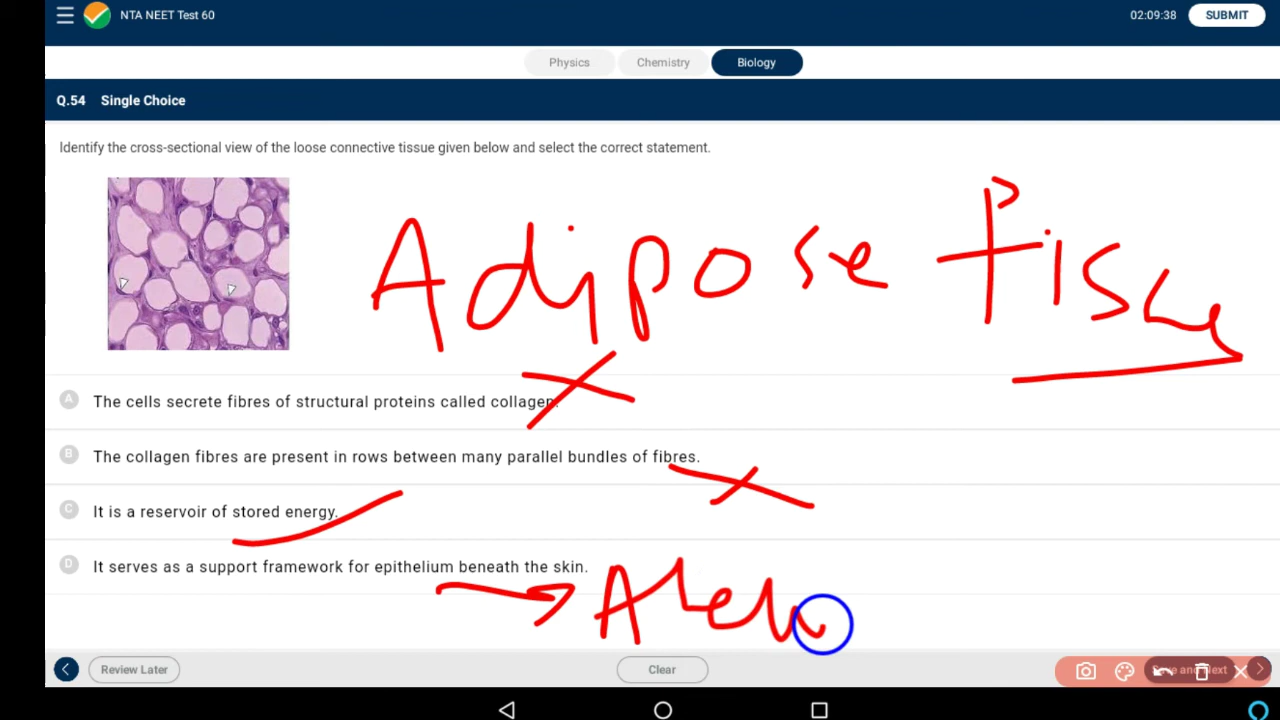 NTA NEET Test 60
02:09:38
SUBMIT
Physics
Chemistry
Biology
Q.54 Single Choice
Identify the cross-sectional view of the loose connective tissue given below and select the correct statement.
Adipose
A The cells secrete fibres of structural proteins called collagen.
B The collagen fibres are present in rows between many parallel bundles of fibres.
C It is a reservoir of stored energy.
D It serves as a support framework for epithelium beneath the skin.
Review Later
Clear